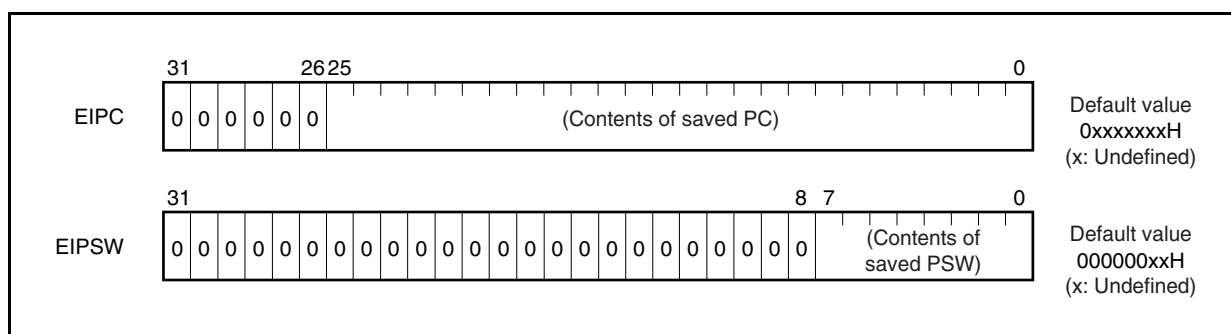 31 26 25 0
EIPC 0 0 0 0 0 0 (Contents of saved PC) Default value
0xxxxxxxH
(x: Undefined)
31 8 7 0
EIPSW 0 0 0 0 0 0 0 0 0 0 0 0 0 0 0 0 0 0 0 0 0 0 0 0 (Contents of
saved PSW) Default value
000000xxH
(x: Undefined)